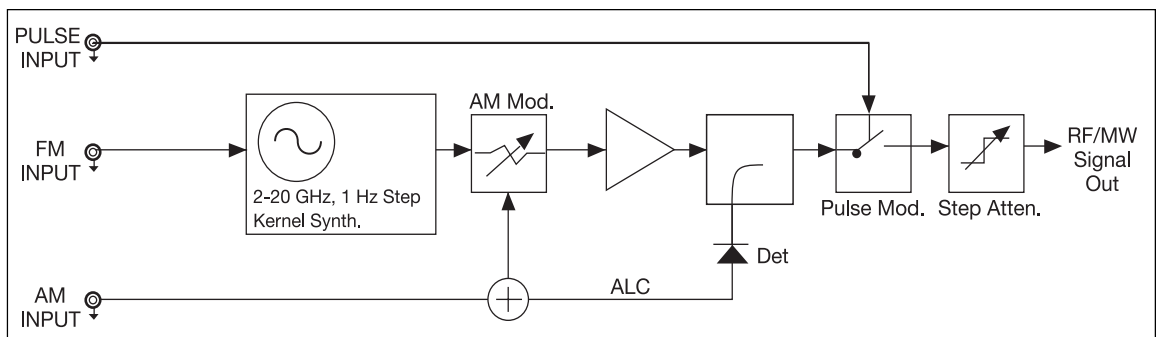 PULSE
INPUT
AM Mod.
FM
INPUT
2-20 GHz, 1 Hz Step
Kernel Synth.
RF/MW
Signal
Out
Pulse Mod.
Step Atten.
Det
ALC
AM
INPUT